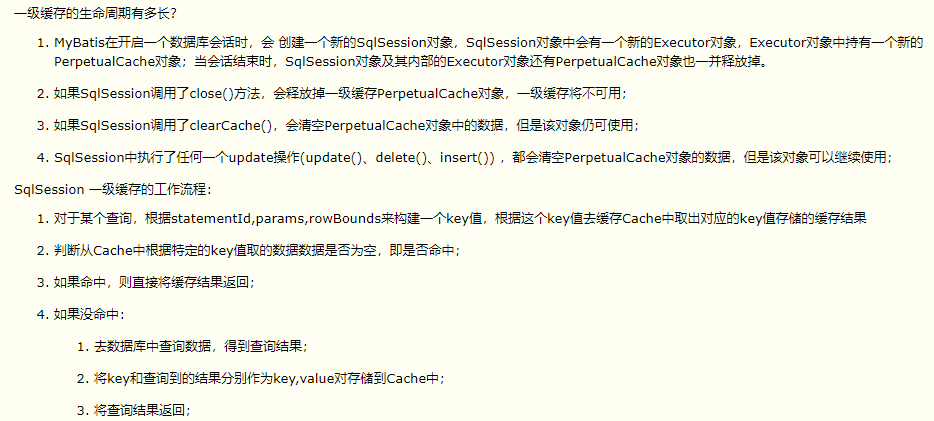 一级缓存的生命周期有多长?
1. MyBatis在开启一个数据库会话时，会 创建一个新的SqlSession对象，SqlSession对象中会有一个新的Executor对象，Executor对象中持有一个新的
PerpetualCache对象；当会话结束时，SqlSession对象及其内部的Executor对象还有PerpetualCache对象也一并释放掉。
2. 如果SqlSession调用了close()方法，会释放掉一级缓存PerpetualCache对象，一级缓存将不可用；
3. 如果SqlSession调用了clearCache()，会清空PerpetualCache对象中的数据，但是该对象仍可使用；
4. SqlSession中执行了任何一个update操作(update()、delete()、insert()) ，都会清空PerpetualCache对象的数据，但是该对象可以继续使用；
SqlSession 一级缓存的工作流程：
1. 对于某个查询，根据statementId,params,rowBounds来构建一个key值，根据这个key值去缓存Cache中取出对应的key值存储的缓存结果
2. 判断从Cache中根据特定的key值取的数据数据是否为空，即是否命中；
3. 如果命中，则直接将缓存结果返回；
4. 如果没命中：
1. 去数据库中查询数据，得到查询结果；
2. 将key和查询到的结果分别作为key,value对存储到Cache中；
3. 将查询结果返回；